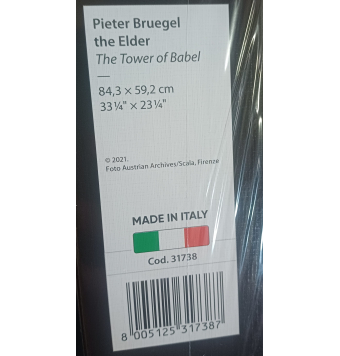 Pieter Bruegel
the Elder
The Tower of Babel
—
84,3 × 59,2 cm
33¼" × 23¼"
© 2021.
Foto Austrian Archives/Scala, Firenze
MADE IN ITALY
Cod. 31738
8 005125 317387